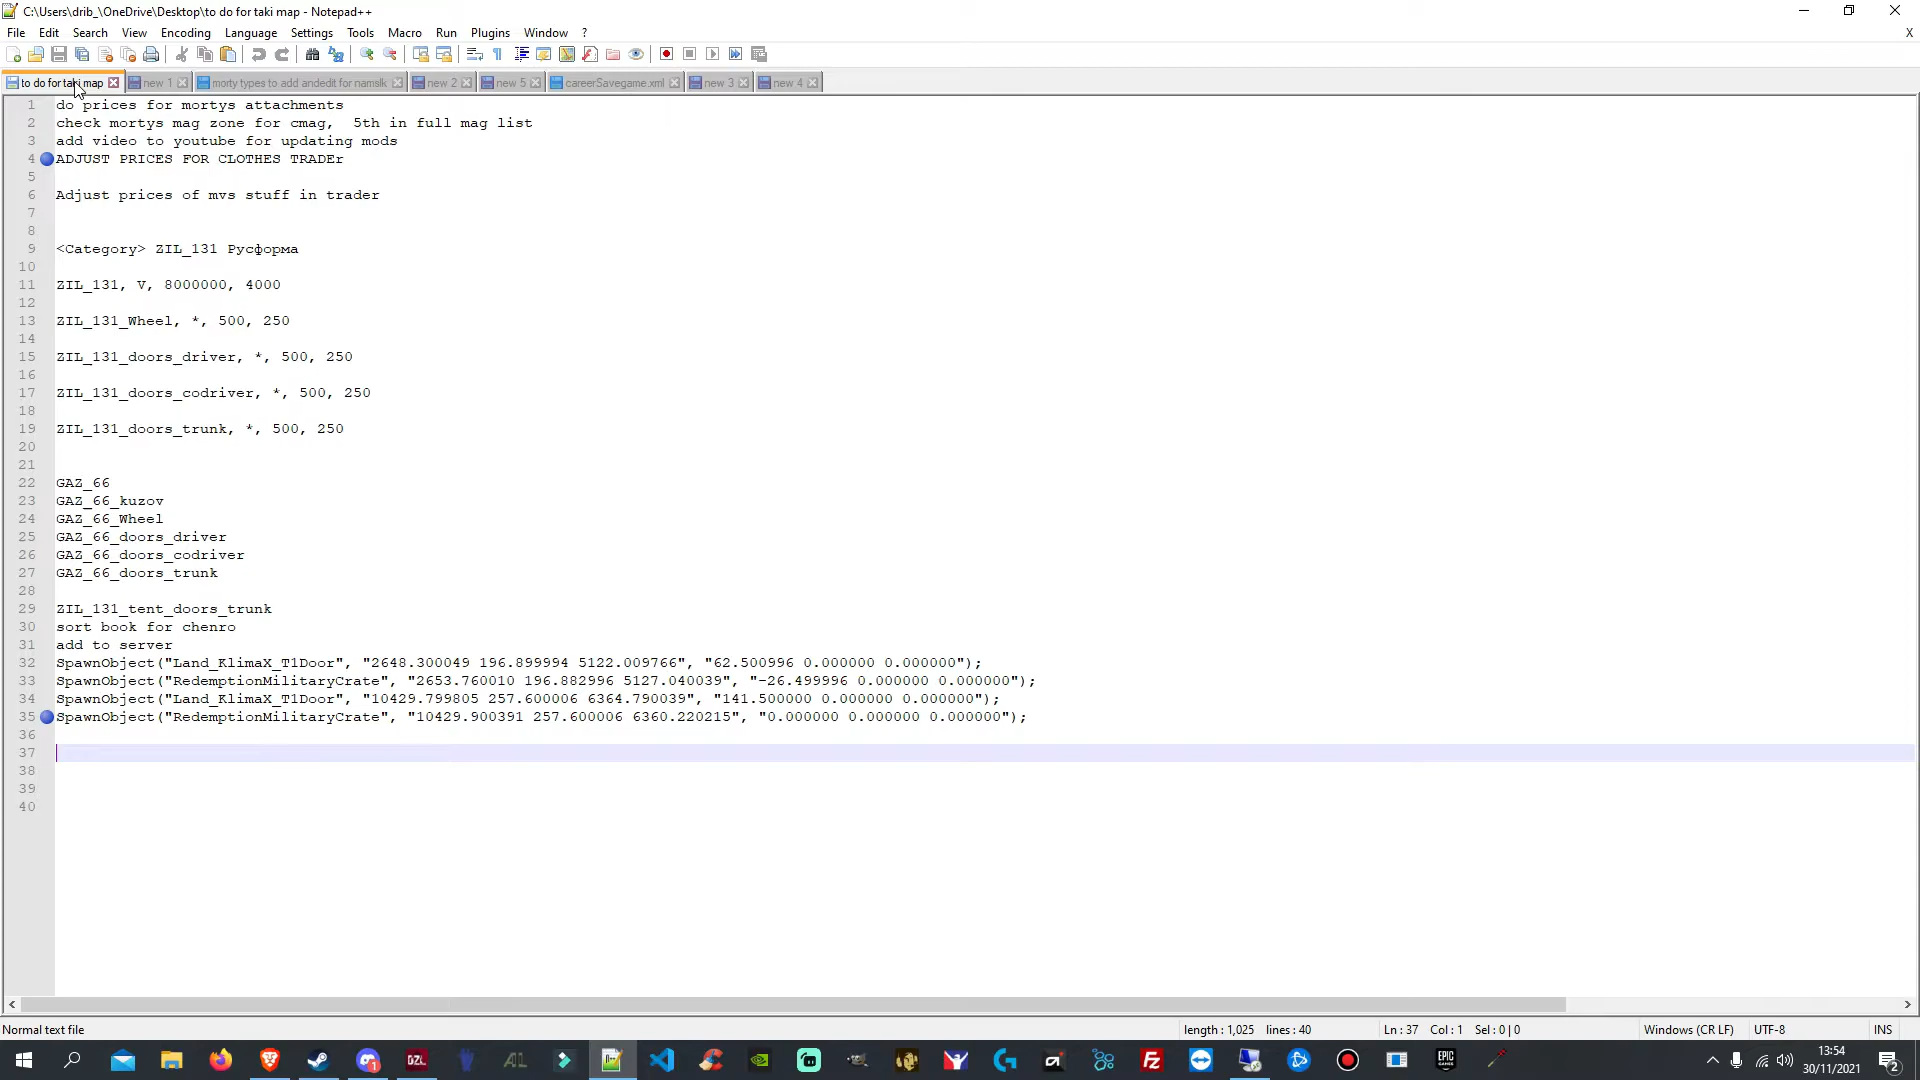 C:\Users\drib_\OneDrive\Desktop\to do for taki map - Notepad++
File Edit Search View Encoding Language Settings Tools Macro Run Plugins Window ? X
to do for taki map new 1 morty types to add andedit for namslk new 2 new 5 careerSavegame.xml new 3 new 4
1 do prices for mortys attachments
2 check mortys mag zone for cmag,  5th in full mag list
3 add video to youtube for updating mods
4 ADJUST PRICES FOR CLOTHES TRADEr
5
6 Adjust prices of mvs stuff in trader
7
8
9 <Category> ZIL_131 Русформа
10
11 ZIL_131, V, 8000000, 4000
12
13 ZIL_131_Wheel, *, 500, 250
14
15 ZIL_131_doors_driver, *, 500, 250
16
17 ZIL_131_doors_codriver, *, 500, 250
18
19 ZIL_131_doors_trunk, *, 500, 250
20
21
22 GAZ_66
23 GAZ_66_kuzov
24 GAZ_66_Wheel
25 GAZ_66_doors_driver
26 GAZ_66_doors_codriver
27 GAZ_66_doors_trunk
28
29 ZIL_131_tent_doors_trunk
30 sort book for chenro
31 add to server
32 SpawnObject("Land_KlimaX_T1Door", "2648.300049 196.899994 5122.009766", "62.500996 0.000000 0.000000");
33 SpawnObject("RedemptionMilitaryCrate", "2653.760010 196.882996 5127.040039", "-26.499996 0.000000 0.000000");
34 SpawnObject("Land_KlimaX_T1Door", "10429.799805 257.600006 6364.790039", "141.500000 0.000000 0.000000");
35 SpawnObject("RedemptionMilitaryCrate", "10429.900391 257.600006 6360.220215", "0.000000 0.000000 0.000000");
36
37
38
39
40
Normal text file length : 1,025 lines : 40 Ln : 37 Col : 1 Sel : 0 | 0 Windows (CR LF) UTF-8 INS
DZL AL FZ EPIC GAMES 13:54
30/11/2021 2